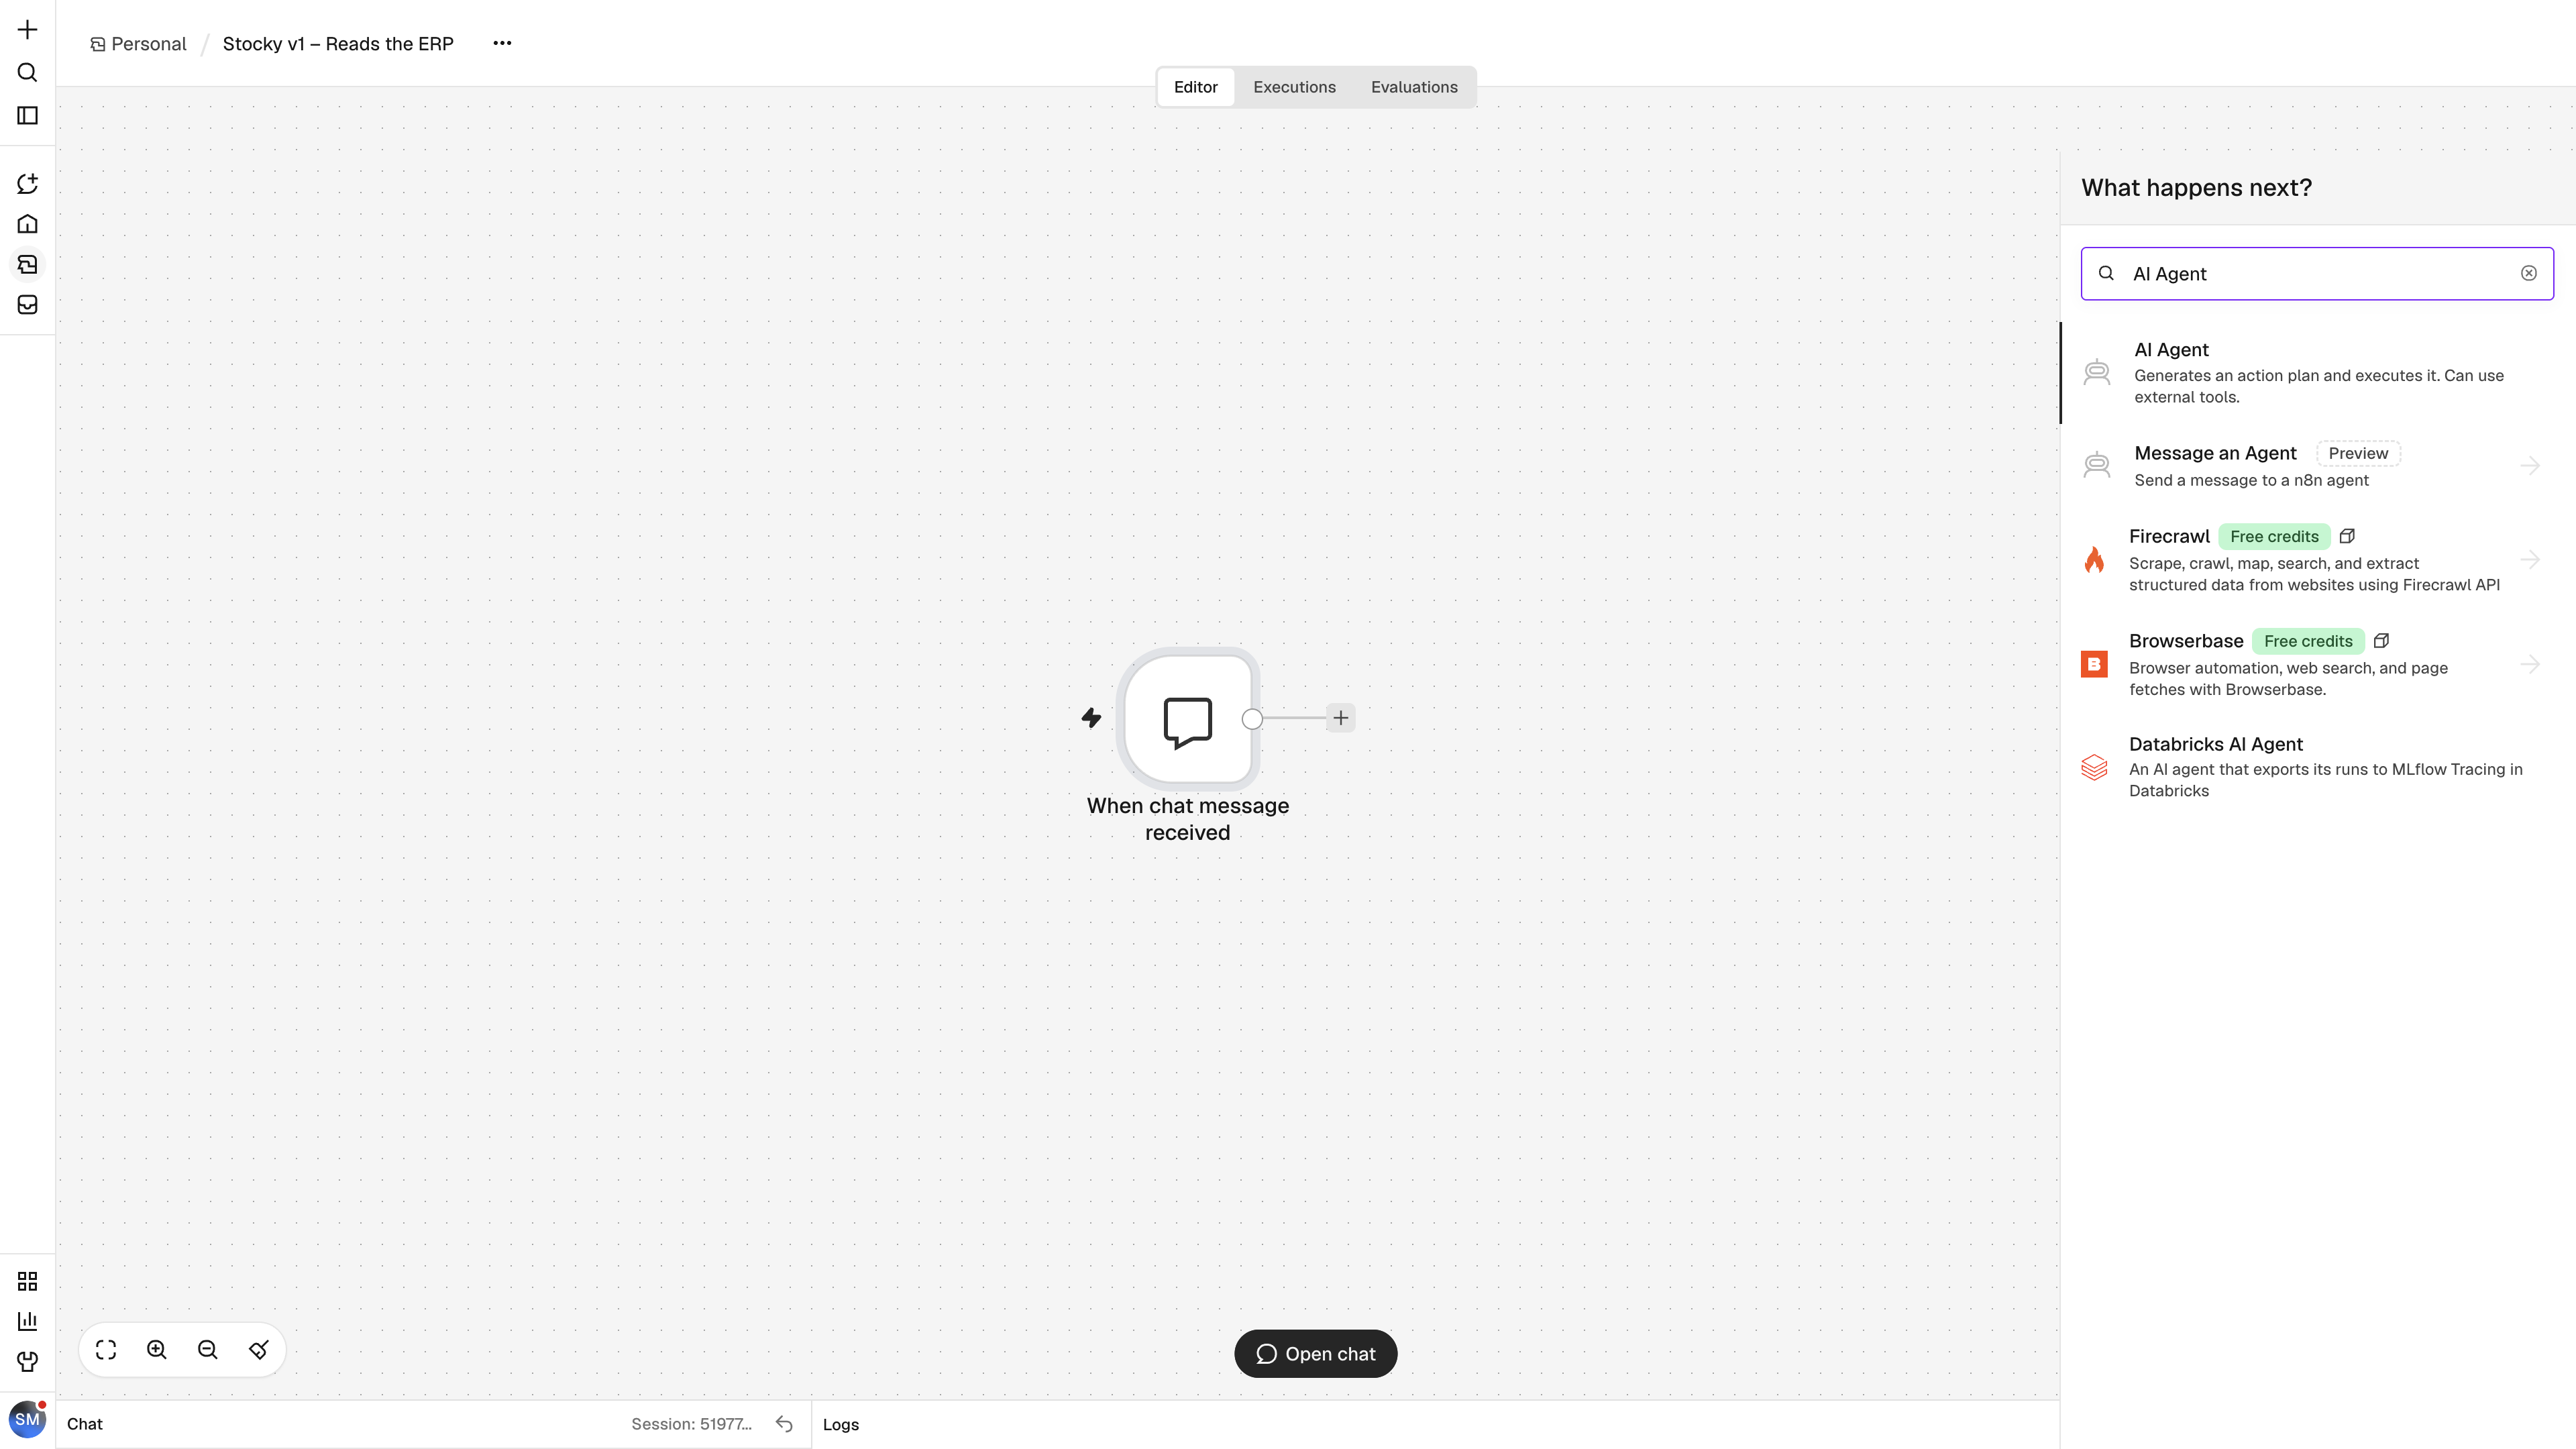 Personal / Stocky v1 – Reads the ERP
Editor
Executions
Evaluations
What happens next?
AI Agent
AI Agent
Generates an action plan and executes it. Can use
external tools.
Message an Agent Preview
Send a message to a n8n agent
Firecrawl Free credits
Scrape, crawl, map, search, and extract
structured data from websites using Firecrawl API
Browserbase Free credits
B
Browser automation, web search, and page
fetches with Browserbase.
Databricks AI Agent
An AI agent that exports its runs to MLflow Tracing in
Databricks
When chat message
received
Open chat
SM
Chat
Session: 51977...
Logs